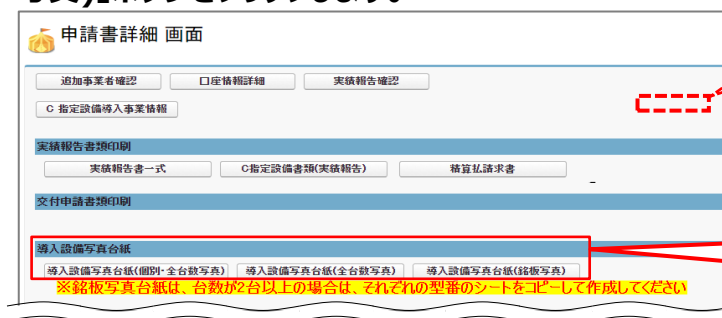 申請書詳細 画面
追加事業者確認 口座情報詳細 実績報告確認
C 指定設備導入事業情報
実績報告書類印刷
実績報告書一式 C指定設備書類(実績報告) 精算払請求書
交付申請書類印刷
導入設備写真台紙
導入設備写真台紙(個別･全台数写真) 導入設備写真台紙(全台数写真) 導入設備写真台紙(銘板写真)
※銘板写真台紙は、台数が2台以上の場合は、それぞれの型番のシートをコピーして作成してください